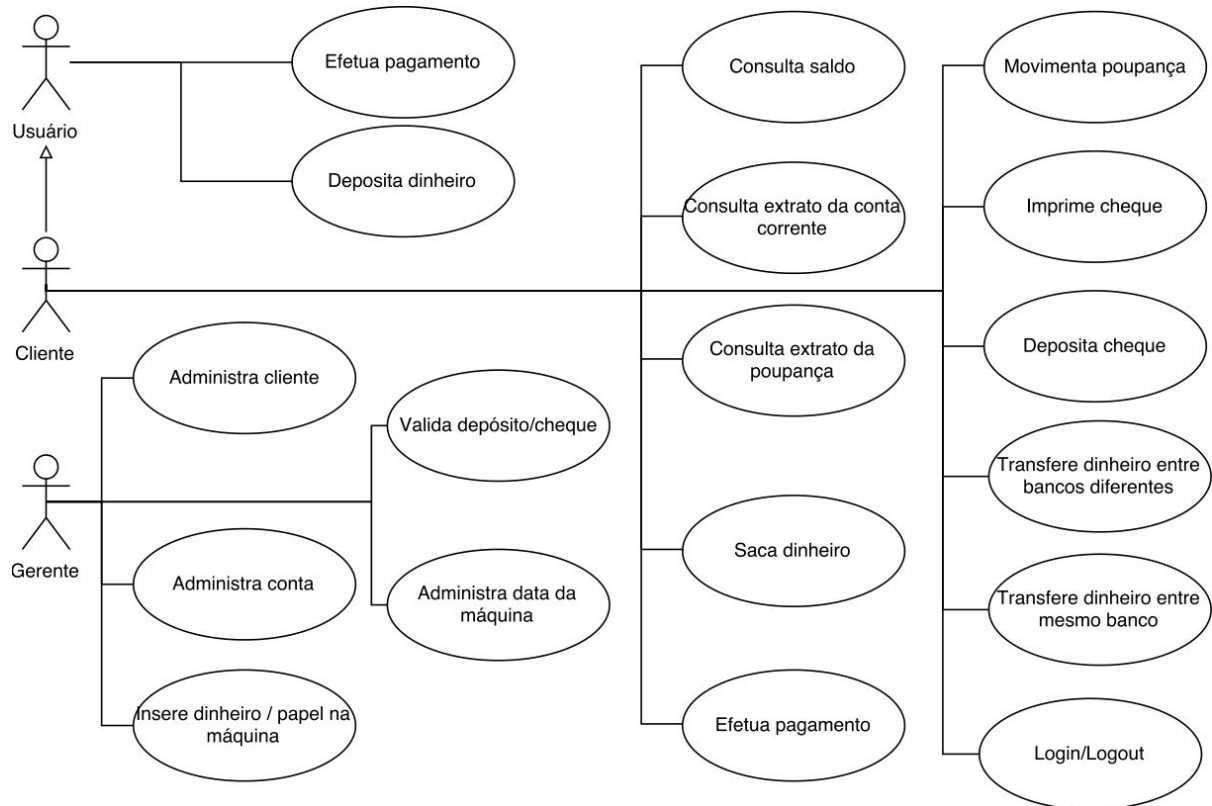 Efetua pagamento
Consulta saldo
Movimenta poupança
Usuário
Deposita dinheiro
Consulta extrato da conta
corrente
Imprime cheque
Cliente
Administra cliente
Consulta extrato da
poupança
Deposita cheque
Valida depósito/cheque
Transfere dinheiro entre
bancos diferentes
Gerente
Administra conta
Administra data da
máquina
Saca dinheiro
Transfere dinheiro entre
mesmo banco
Insere dinheiro / papel na
máquina
Efetua pagamento
Login/Logout